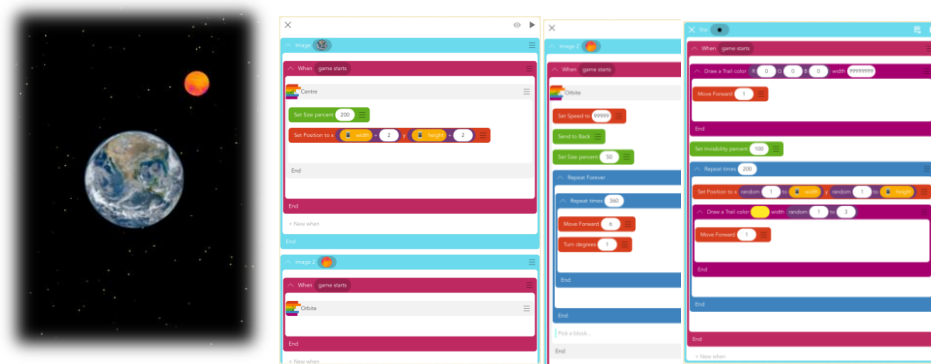 Image
When game starts
Centre
Set Size percent 200
Set Position to x width ÷ 2 y height ÷ 2
End
End
+ New when
End
Image 2
When game starts
Orbite
End
+ New when
Image 2
When game starts
Orbite
Set Speed to 99999
Send to Back
Set Size percent 50
Repeat Forever
Repeat times 360
Move Forward 6
Turn degrees 1
End
End
Pick a block...
End
When game starts
Draw a Trail color R 0 G 0 B 0 width 99999999
Move Forward 1
End
Set Invisibility percent 100
Repeat times 200
Set Position to x random 1 to width y random 1 to height
Draw a Trail color width random 1 to 3
Move Forward 1
End
End
End
+ New when